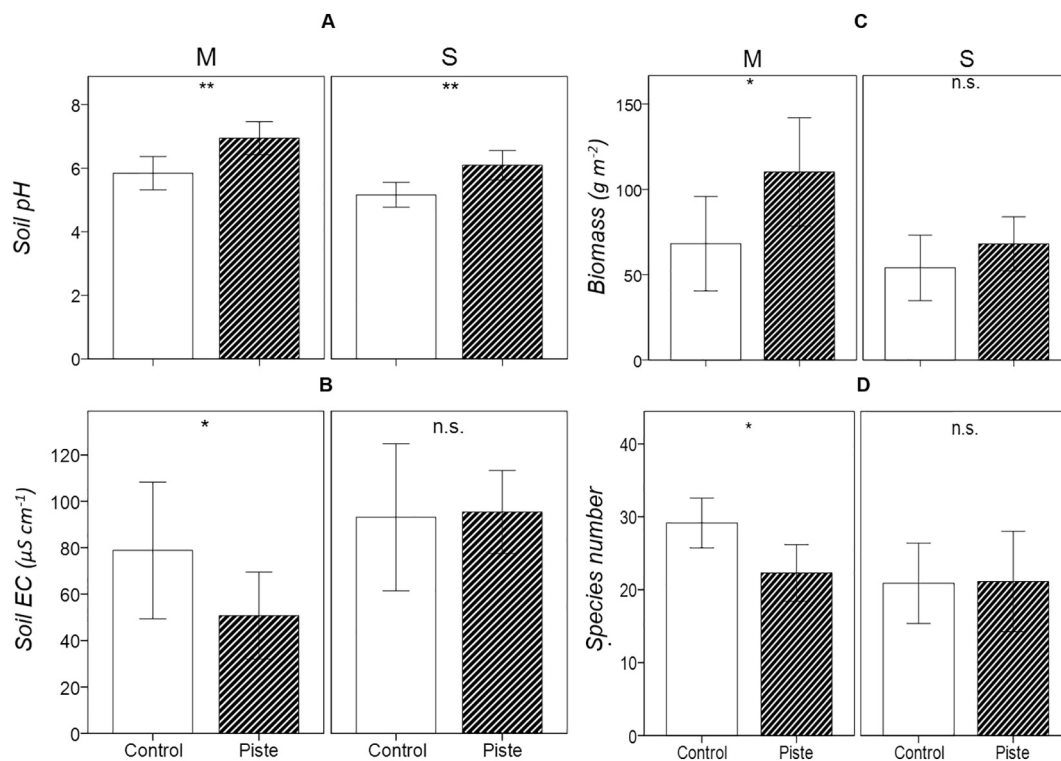 A
M S
** **
8
6
4
2
0
Soil pH
C
M S
* n.s.
150
100
50
0
Biomass (g m⁻²)
B
* n.s.
120
100
80
60
40
20
0
Soil EC (µS cm⁻¹)
Control Piste Control Piste
D
* n.s.
40
30
20
10
0
Species number
Control Piste Control Piste